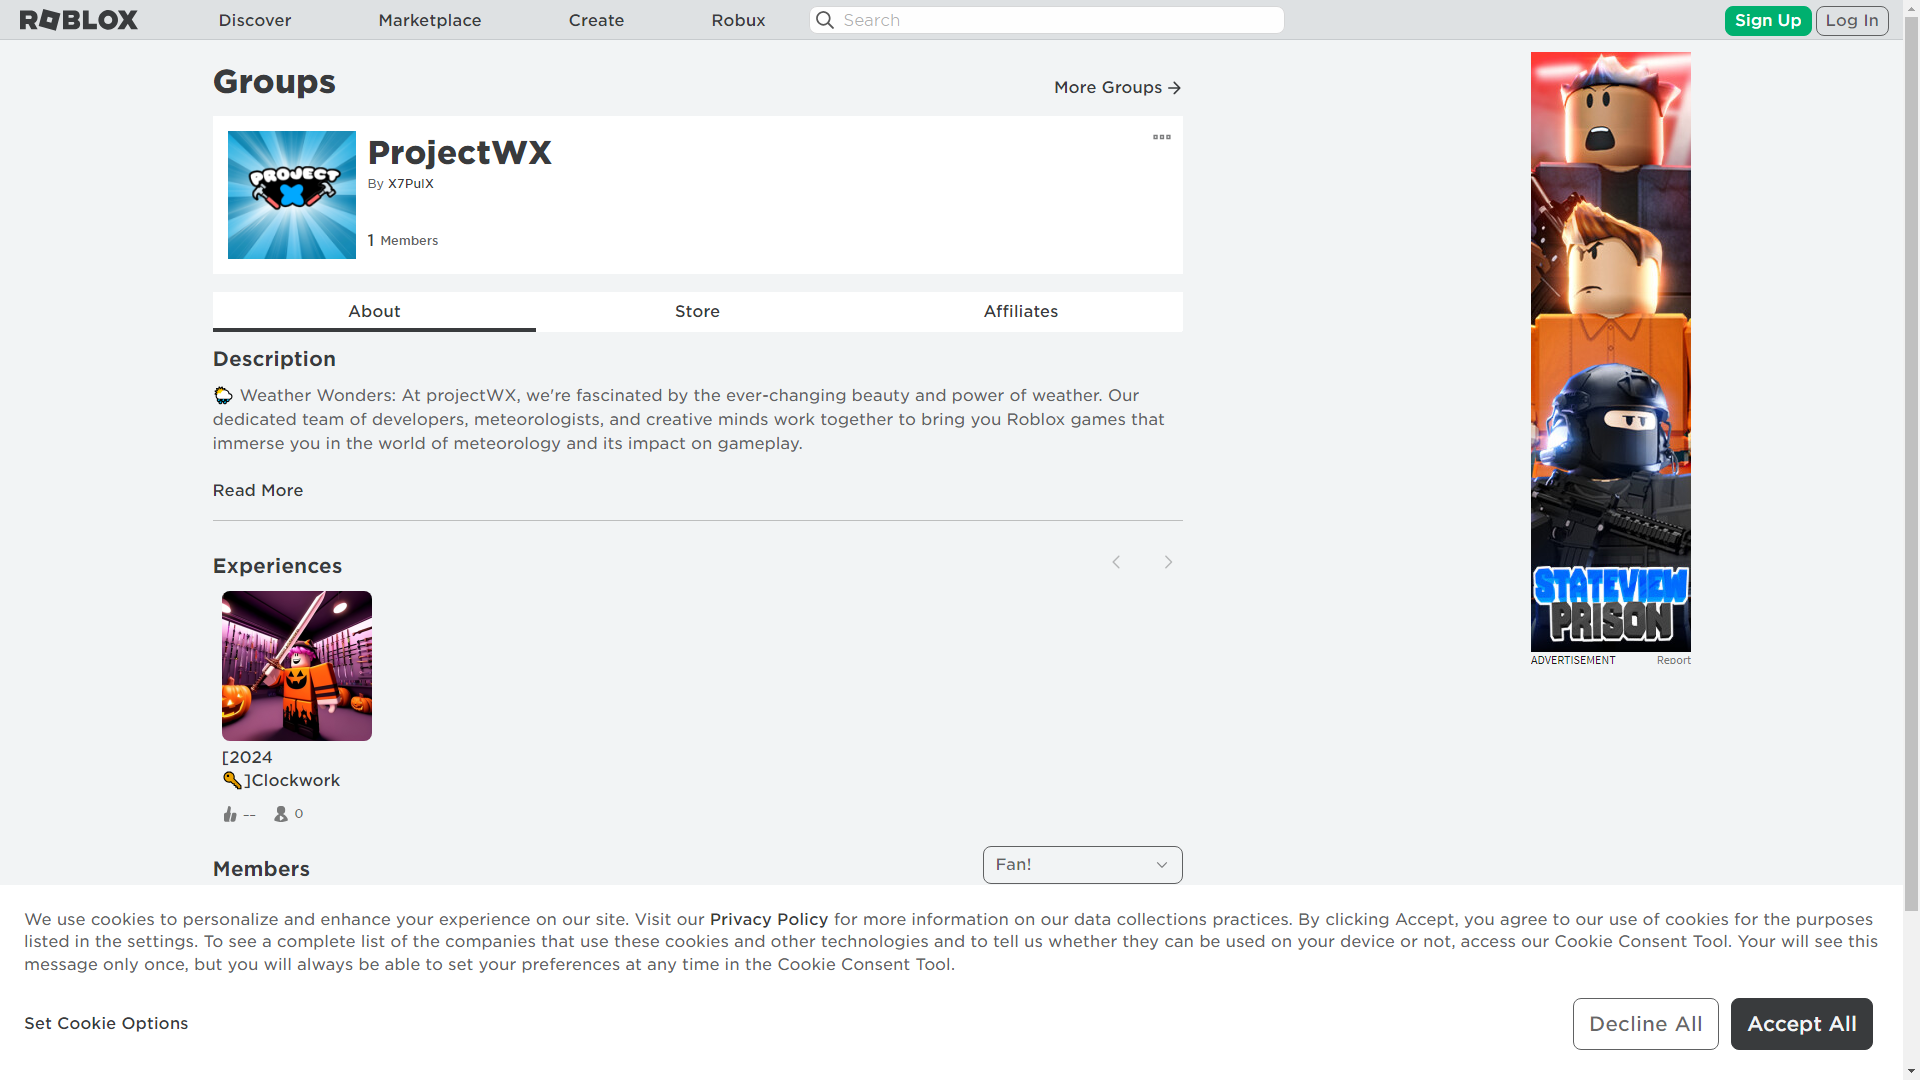 ROBLOX
Discover
Marketplace
Create
Robux
Search
Sign Up
Log In
Groups
More Groups
PROJECT
X
ProjectWX
By X7PulX
1 Members
About
Store
Affiliates
Description
Weather Wonders: At projectWX, we're fascinated by the ever-changing beauty and power of weather. Our
dedicated team of developers, meteorologists, and creative minds work together to bring you Roblox games that
immerse you in the world of meteorology and its impact on gameplay.
Read More
Experiences
[2024
🔑]Clockwork
--
0
STATEVIEW
PRISON
ADVERTISEMENT
Report
Members
Fan!
We use cookies to personalize and enhance your experience on our site. Visit our Privacy Policy for more information on our data collections practices. By clicking Accept, you agree to our use of cookies for the purposes
listed in the settings. To see a complete list of the companies that use these cookies and other technologies and to tell us whether they can be used on your device or not, access our Cookie Consent Tool. Your will see this
message only once, but you will always be able to set your preferences at any time in the Cookie Consent Tool.
Set Cookie Options
Decline All
Accept All